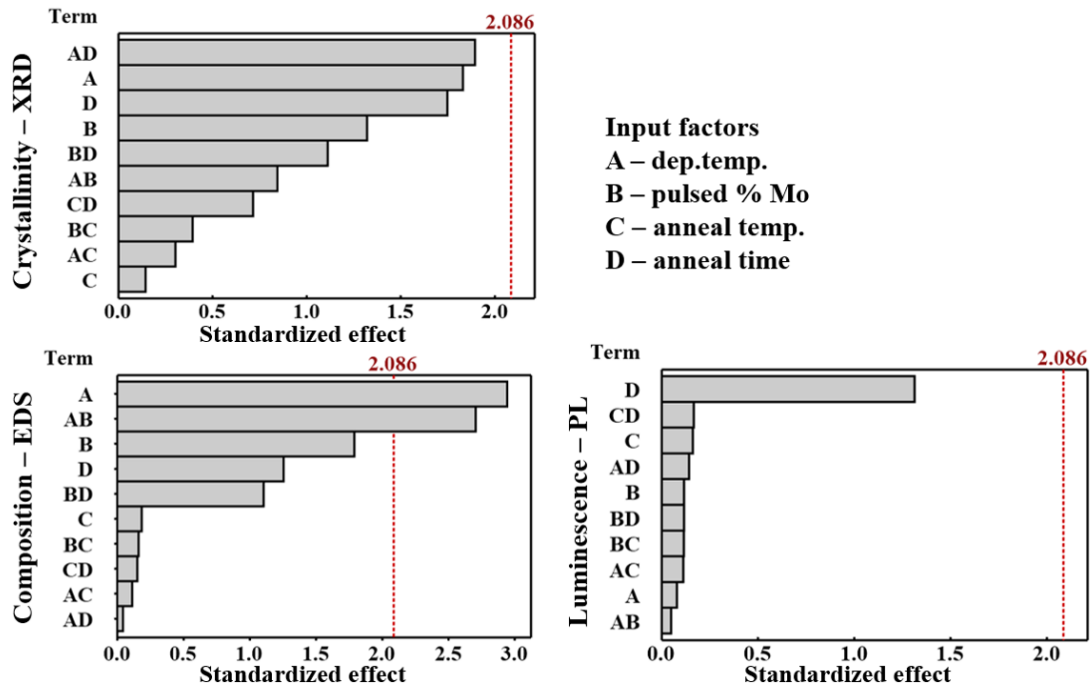 Term
2.086
Crystallinity – XRD
AD
A
D
B
BD
AB
CD
BC
AC
C
0.0 0.5 1.0 1.5 2.0
Standardized effect
Input factors
A – dep.temp.
B – pulsed % Mo
C – anneal temp.
D – anneal time
Term
2.086
Composition – EDS
A
AB
B
D
BD
C
BC
CD
AC
AD
0.0 0.5 1.0 1.5 2.0 2.5 3.0
Standardized effect
Term
2.086
Luminescence – PL
D
CD
C
AD
B
BD
BC
AC
A
AB
0.0 0.5 1.0 1.5 2.0
Standardized effect